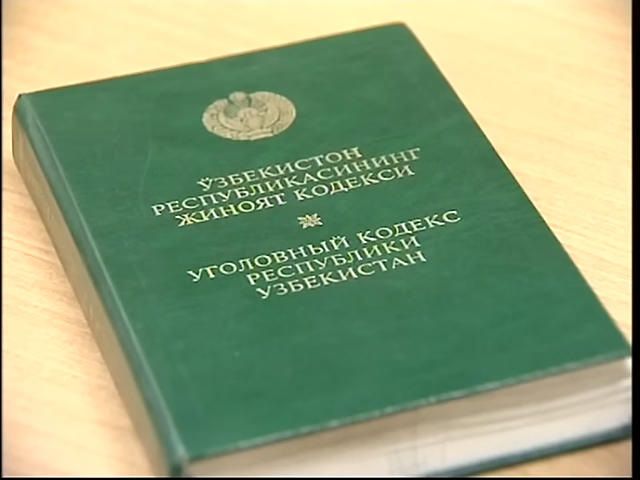 ЎЗБЕКИСТОН
РЕСПУБЛИКАСИНИНГ
ЖИНОЯТ КОДЕКСИ
УГОЛОВНЫЙ КОДЕКС
РЕСПУБЛИКИ
УЗБЕКИСТАН